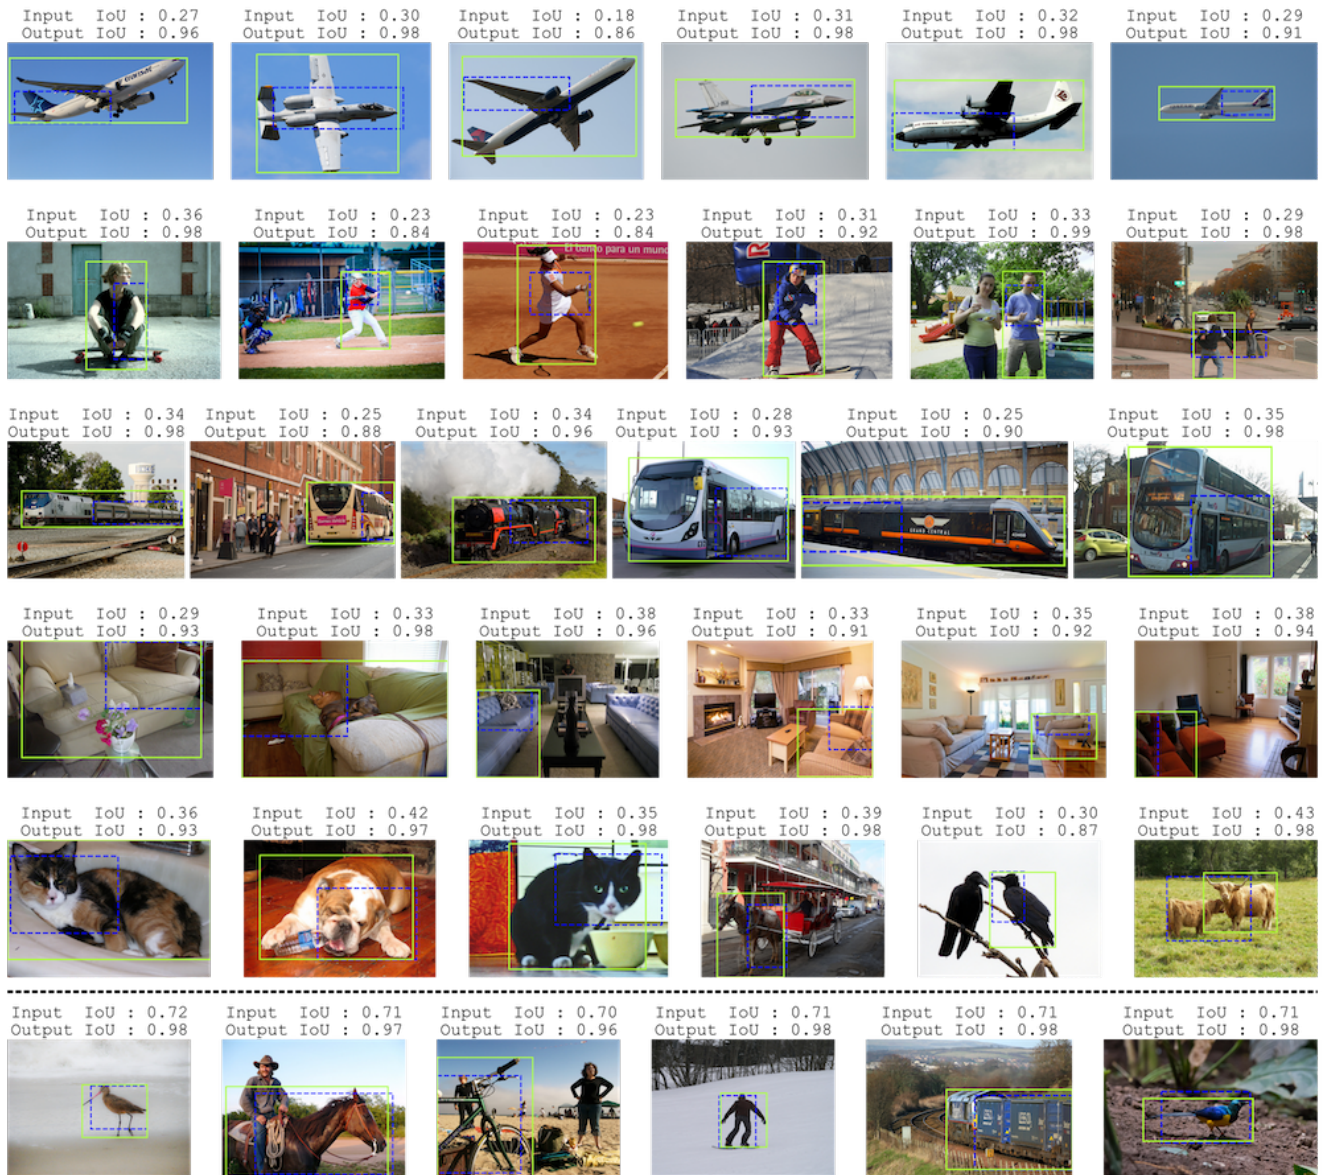 Input IoU : 0.27
Output IoU : 0.96
Input IoU : 0.30
Output IoU : 0.98
Input IoU : 0.18
Output IoU : 0.86
Input IoU : 0.31
Output IoU : 0.98
Input IoU : 0.32
Output IoU : 0.98
Input IoU : 0.29
Output IoU : 0.91
Input IoU : 0.36
Output IoU : 0.98
Input IoU : 0.23
Output IoU : 0.84
Input IoU : 0.23
Output IoU : 0.84
El banco para un mund
Input IoU : 0.31
Output IoU : 0.92
Input IoU : 0.33
Output IoU : 0.99
Input IoU : 0.29
Output IoU : 0.98
Input IoU : 0.34
Output IoU : 0.98
Input IoU : 0.25
Output IoU : 0.88
Input IoU : 0.34
Output IoU : 0.96
Input IoU : 0.28
Output IoU : 0.93
Input IoU : 0.25
Output IoU : 0.90
GRAND CENTRAL
Input IoU : 0.35
Output IoU : 0.98
Input IoU : 0.29
Output IoU : 0.93
Input IoU : 0.33
Output IoU : 0.98
Input IoU : 0.38
Output IoU : 0.96
Input IoU : 0.33
Output IoU : 0.91
Input IoU : 0.35
Output IoU : 0.92
Input IoU : 0.38
Output IoU : 0.94
Input IoU : 0.36
Output IoU : 0.93
Input IoU : 0.42
Output IoU : 0.97
Input IoU : 0.35
Output IoU : 0.98
Input IoU : 0.39
Output IoU : 0.98
Input IoU : 0.30
Output IoU : 0.87
Input IoU : 0.43
Output IoU : 0.98
Input IoU : 0.72
Output IoU : 0.98
Input IoU : 0.71
Output IoU : 0.97
Input IoU : 0.70
Output IoU : 0.96
Input IoU : 0.71
Output IoU : 0.98
Input IoU : 0.71
Output IoU : 0.98
Input IoU : 0.71
Output IoU : 0.98